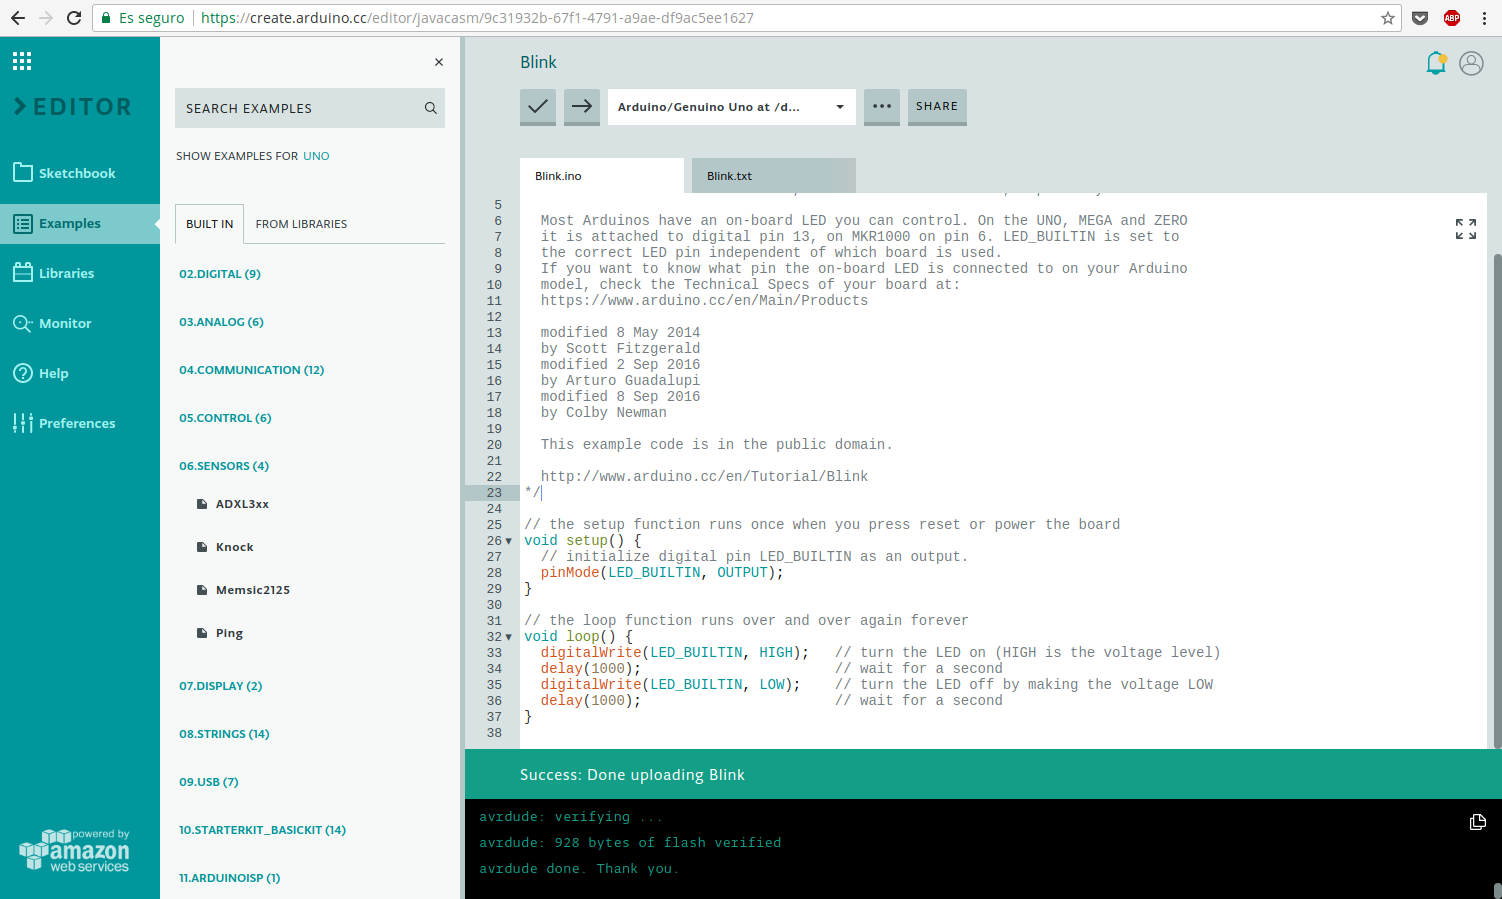 Es seguro https://create.arduino.cc/editor/javacasm/9c31932b-67f1-4791-a9ae-df9ac5ee1627
ABP
EDITOR
Sketchbook
Examples
Libraries
Monitor
Help
Preferences
powered by
amazon
web services
SEARCH EXAMPLES
SHOW EXAMPLES FOR UNO
BUILT IN FROM LIBRARIES
02.DIGITAL (9)
03.ANALOG (6)
04.COMMUNICATION (12)
05.CONTROL (6)
06.SENSORS (4)
ADXL3xx
Knock
Memsic2125
Ping
07.DISPLAY (2)
08.STRINGS (14)
09.USB (7)
10.STARTERKIT_BASICKIT (14)
11.ARDUINOISP (1)
Blink
Arduino/Genuino Uno at /d...
SHARE
Blink.ino Blink.txt
5
6 Most Arduinos have an on-board LED you can control. On the UNO, MEGA and ZERO
7 it is attached to digital pin 13, on MKR1000 on pin 6. LED_BUILTIN is set to
8 the correct LED pin independent of which board is used.
9 If you want to know what pin the on-board LED is connected to on your Arduino
10 model, check the Technical Specs of your board at:
11 https://www.arduino.cc/en/Main/Products
12
13 modified 8 May 2014
14 by Scott Fitzgerald
15 modified 2 Sep 2016
16 by Arturo Guadalupi
17 modified 8 Sep 2016
18 by Colby Newman
19
20 This example code is in the public domain.
21
22 http://www.arduino.cc/en/Tutorial/Blink
23 */
24
25 // the setup function runs once when you press reset or power the board
26 void setup() {
27 // initialize digital pin LED_BUILTIN as an output.
28 pinMode(LED_BUILTIN, OUTPUT);
29 }
30
31 // the loop function runs over and over again forever
32 void loop() {
33 digitalWrite(LED_BUILTIN, HIGH); // turn the LED on (HIGH is the voltage level)
34 delay(1000); // wait for a second
35 digitalWrite(LED_BUILTIN, LOW); // turn the LED off by making the voltage LOW
36 delay(1000); // wait for a second
37 }
38
Success: Done uploading Blink
avrdude: verifying ...
avrdude: 928 bytes of flash verified
avrdude done. Thank you.